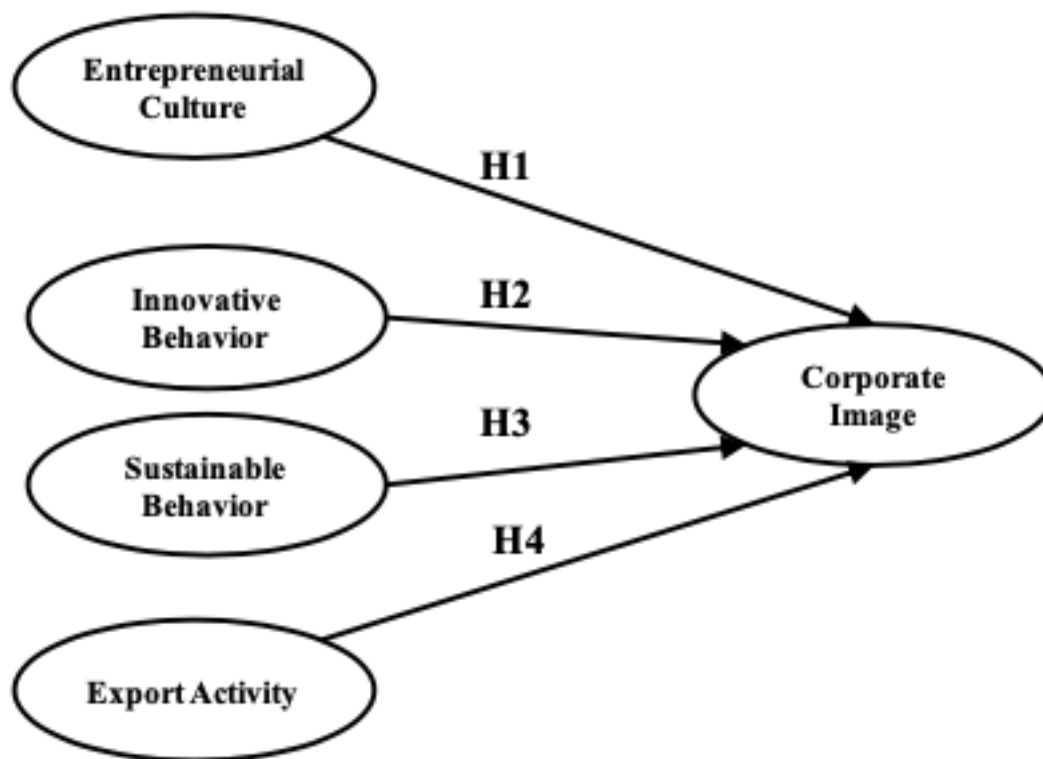 Entrepreneurial
Culture
H1
Innovative
Behavior
H2
Corporate
Image
Sustainable
Behavior
H3
H4
Export Activity